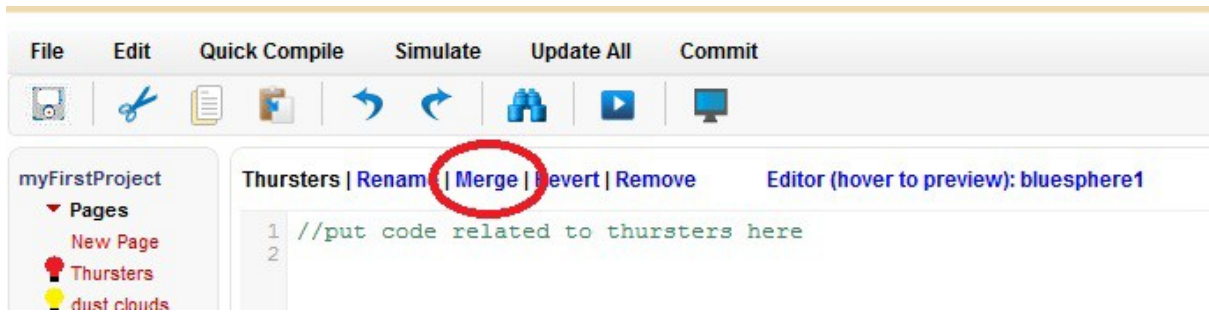 File Edit Quick Compile Simulate Update All Commit
myFirstProject
Pages
New Page
Thursters
dust clouds
Thursters | Rename | Merge | Revert | Remove Editor (hover to preview): bluesphere1
1 //put code related to thursters here
2